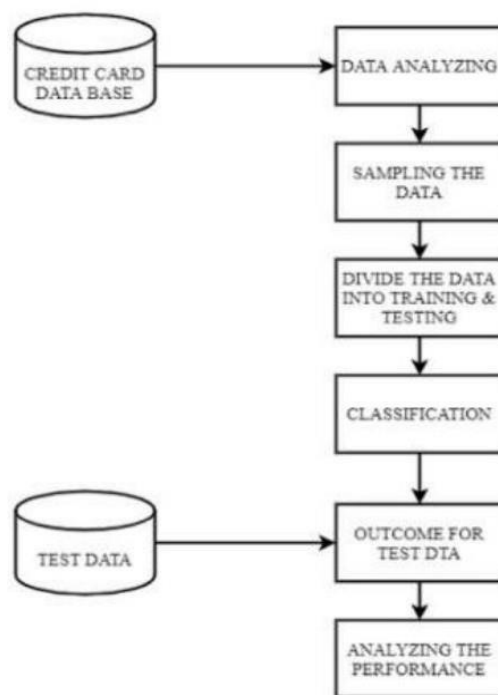 CREDIT CARD
DATA BASE
DATA ANALYZING
SAMPLING THE
DATA
DIVIDE THE DATA
INTO TRAINING &
TESTING
CLASSIFICATION
TEST DATA
OUTCOME FOR
TEST DTA
ANALYZING THE
PERFORMANCE